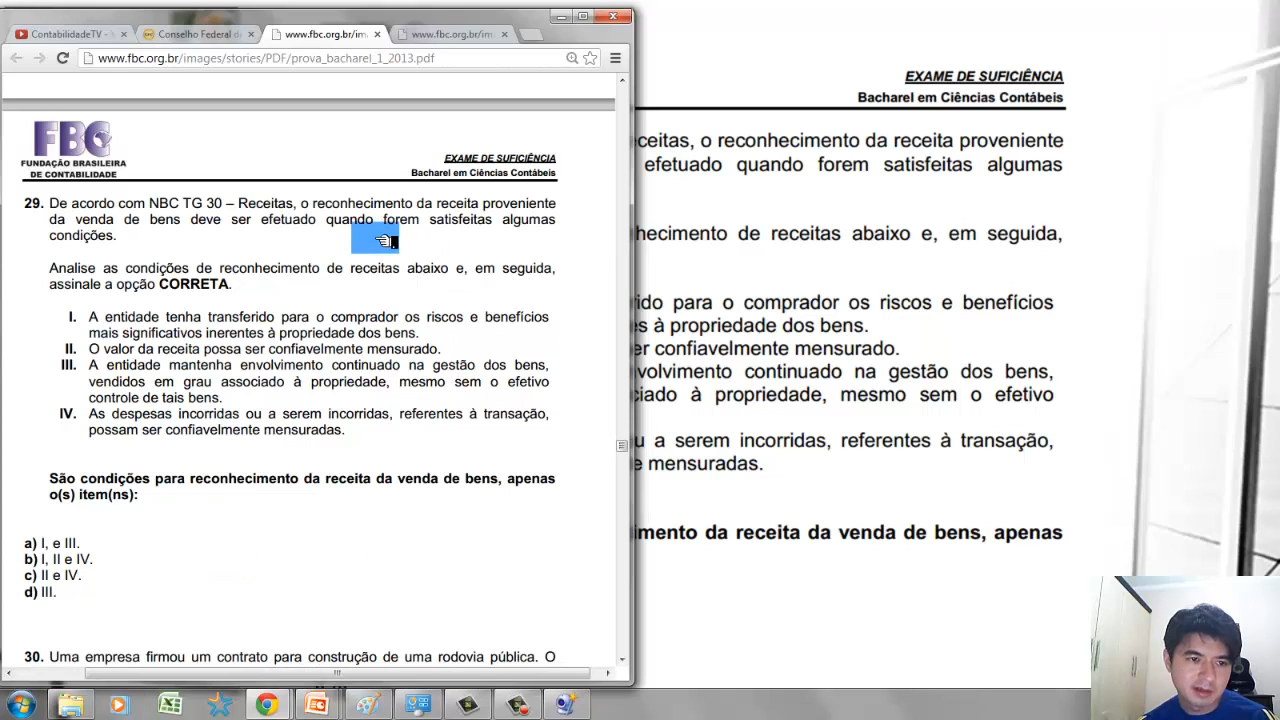 ContabilidadeTV - \
Conselho Federal da
www.fbc.org.br/im
www.fbc.org.br/im
www.fbc.org.br/images/stories/PDF/prova_bacharel_1_2013.pdf
FBC
FUNDAÇÃO BRASILEIRA
DE CONTABILIDADE
EXAME DE SUFICIÊNCIA
Bacharel em Ciências Contábeis
29. De acordo com NBC TG 30 – Receitas, o reconhecimento da receita proveniente
da venda de bens deve ser efetuado quando forem satisfeitas algumas
condições.
Analise as condições de reconhecimento de receitas abaixo e, em seguida,
assinale a opção CORRETA.
I. A entidade tenha transferido para o comprador os riscos e benefícios
mais significativos inerentes à propriedade dos bens.
II. O valor da receita possa ser confiavelmente mensurado.
III. A entidade mantenha envolvimento continuado na gestão dos bens,
vendidos em grau associado à propriedade, mesmo sem o efetivo
controle de tais bens.
IV. As despesas incorridas ou a serem incorridas, referentes à transação,
possam ser confiavelmente mensuradas.
São condições para reconhecimento da receita da venda de bens, apenas
o(s) item(ns):
a) I, e III.
b) I, II e IV.
c) II e IV.
d) III.
30. Uma empresa firmou um contrato para construção de uma rodovia pública. O
EXAME DE SUFICIÊNCIA
Bacharel em Ciências Contábeis
ceitas, o reconhecimento da receita proveniente
efetuado quando forem satisfeitas algumas
hecimento de receitas abaixo e, em seguida,
rido para o comprador os riscos e benefícios
s à propriedade dos bens.
er confiavelmente mensurado.
volvimento continuado na gestão dos bens,
ciado à propriedade, mesmo sem o efetivo
u a serem incorridas, referentes à transação,
e mensuradas.
imento da receita da venda de bens, apenas